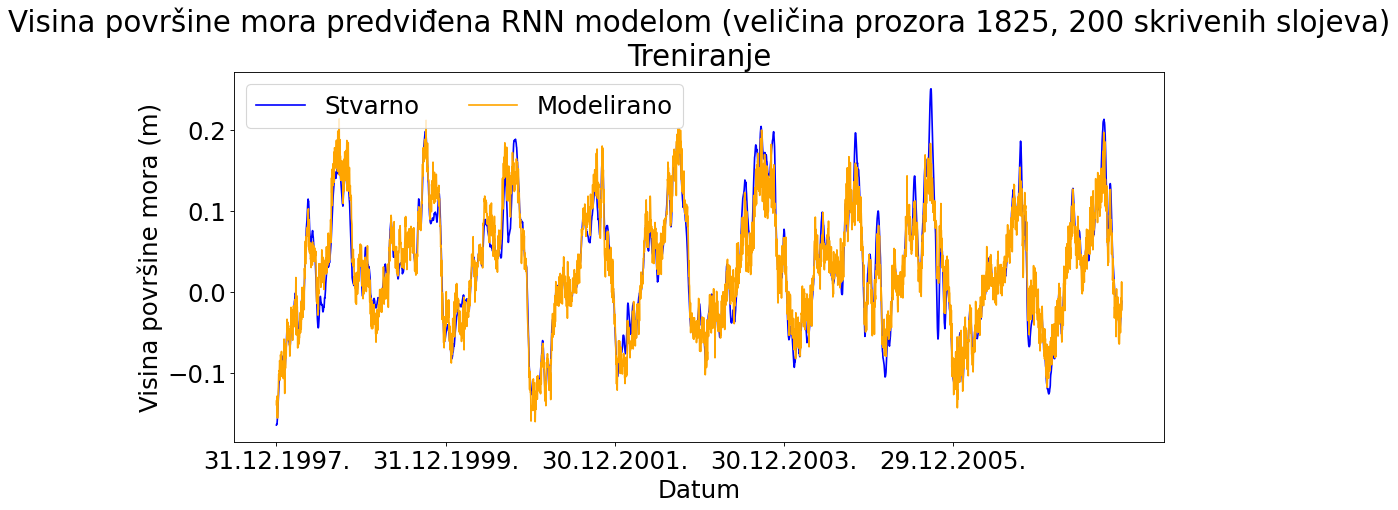 Visina površine mora predviđena RNN modelom (veličina prozora 1825, 200 skrivenih slojeva)
Treniranje
Stvarno
Modelirano
Visina površine mora (m)
0.2
0.1
0.0
−0.1
31.12.1997.
31.12.1999.
30.12.2001.
30.12.2003.
29.12.2005.
Datum